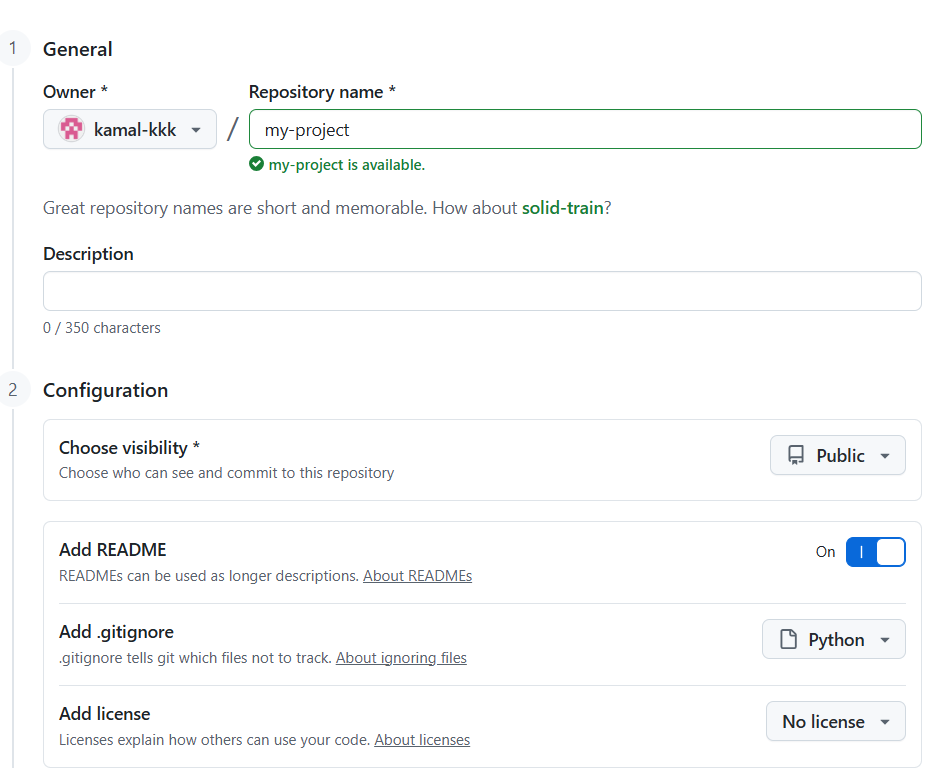 1 General
Owner * Repository name *
kamal-kkk / my-project
my-project is available.
Great repository names are short and memorable. How about solid-train?
Description
0 / 350 characters
2 Configuration
Choose visibility *
Choose who can see and commit to this repository
Public
Add README
READMEs can be used as longer descriptions. About READMEs
On
Add .gitignore
.gitignore tells git which files not to track. About ignoring files
Python
Add license
Licenses explain how others can use your code. About licenses
No license